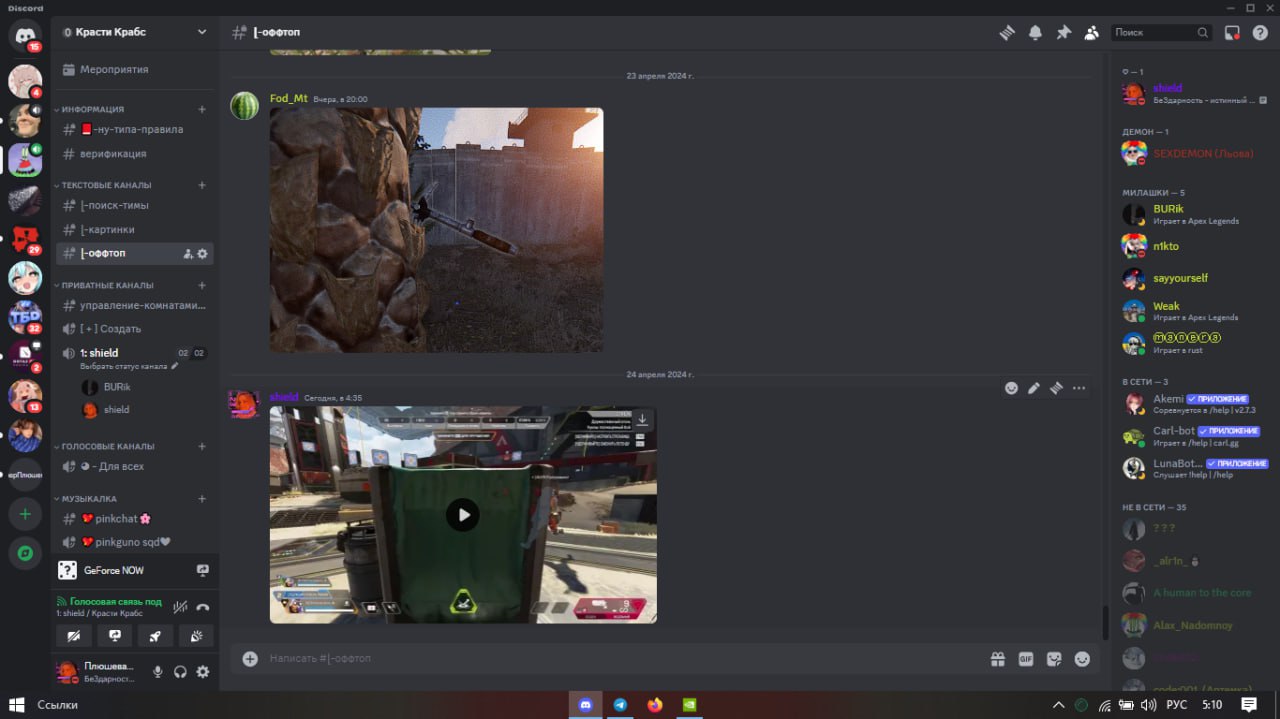 Discord
Красти Крабс
⌊-оффтоп
Поиск
15
4
29
32
2
13
Мероприятия
ИНФОРМАЦИЯ
-ну-типа-правила
верификация
ТЕКСТОВЫЕ КАНАЛЫ
⌊-поиск-тимы
⌊-картинки
⌊-оффтоп
ПРИВАТНЫЕ КАНАЛЫ
управление-комнатами...
[ + ] Создать
1: shield 02 02
Выбрать статус канала
BURik
shield
ГОЛОСОВЫЕ КАНАЛЫ
- Для всех
МУЗЫКАЛКА
pinkchat
pinkguno sqd
GeForce NOW
Голосовая связь под
1: shield / Красти Крабс
Плюшева...
БеЗдарност...
23 апреля 2024 г.
Fod_Mt Вчера, в 20:00
24 апреля 2024 г.
shield Сегодня, в 4:35
Написать #⌊-оффтоп
GIF
— 1
shield
БеЗдарность - истинный ...
ДЕМОН — 1
SEXDEMON (Льова)
МИЛАШКИ — 5
BURik
Играет в Apex Legends
n1kto
sayyourself
Weak
Играет в Apex Legends
ⓜⓐⓝⓔⓡⓐ
Играет в rust
В СЕТИ — 3
Akemi ПРИЛОЖЕНИЕ
Соревнуется в /help | v2.7.3
Carl-bot ПРИЛОЖЕНИЕ
Играет в /help | carl.gg
LunaBot... ПРИЛОЖЕНИЕ
Слушает !help | /help
НЕ В СЕТИ — 35
? ? ?
_alr1n_
A human to the core
Alax_Nadomnoy
code:001 (Артемка)
Ссылки
РУС
5:10